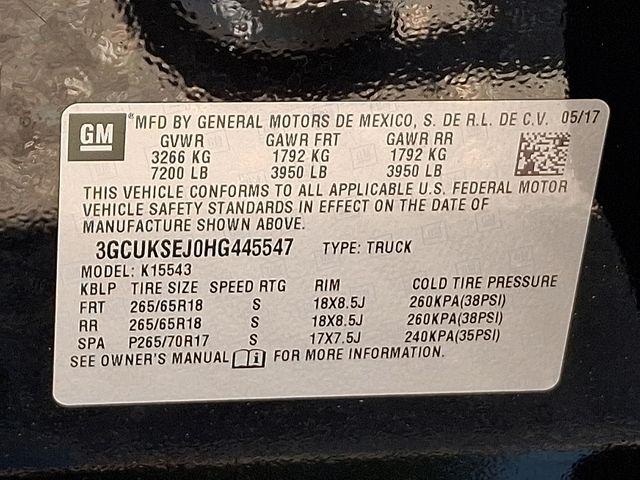 GM ® MFD BY GENERAL MOTORS DE MEXICO, S. DE R.L. DE C.V. 05/17
GVWR GAWR FRT GAWR RR
3266 KG 1792 KG 1792 KG
7200 LB 3950 LB 3950 LB
THIS VEHICLE CONFORMS TO ALL APPLICABLE U.S. FEDERAL MOTOR
VEHICLE SAFETY STANDARDS IN EFFECT ON THE DATE OF
MANUFACTURE SHOWN ABOVE.
3GCUKSEJ0HG445547 TYPE: TRUCK
MODEL: K15543
KBLP TIRE SIZE SPEED RTG RIM COLD TIRE PRESSURE
FRT 265/65R18 S 18X8.5J 260KPA(38PSI)
RR 265/65R18 S 18X8.5J 260KPA(38PSI)
SPA P265/70R17 S 17X7.5J 240KPA(35PSI)
SEE OWNER'S MANUAL i FOR MORE INFORMATION.